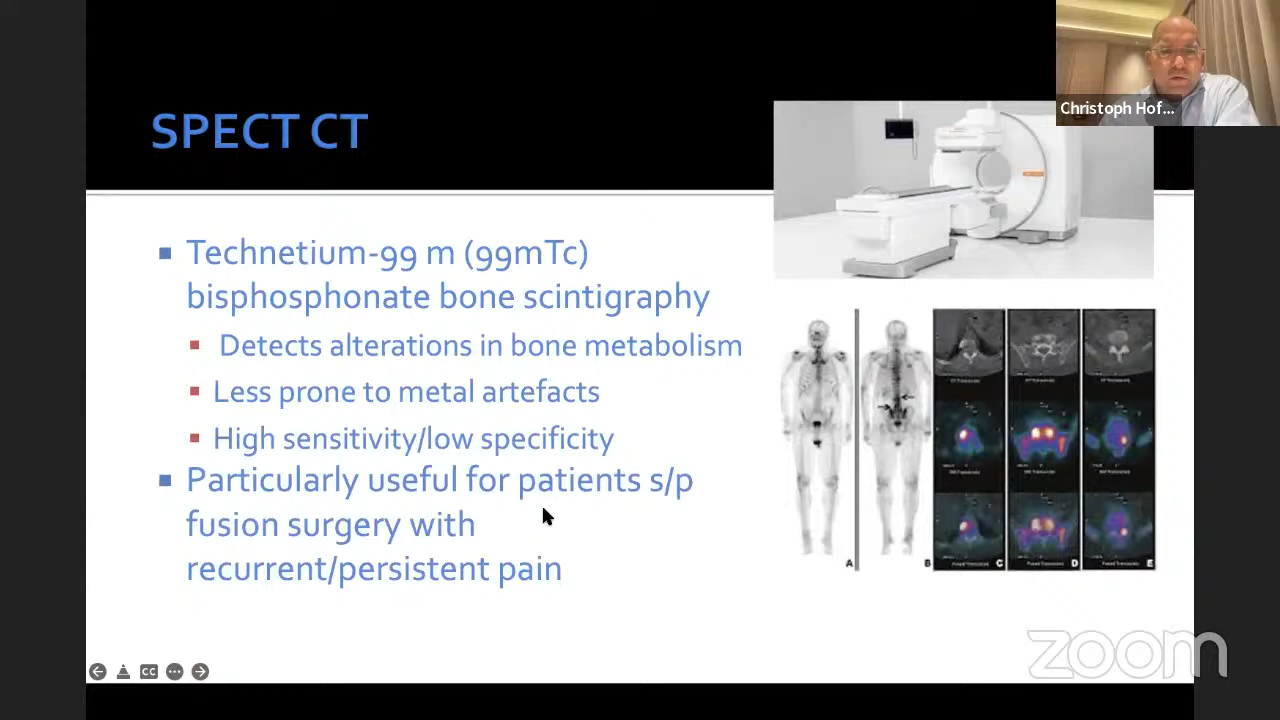 Christoph Hof...
SPECT CT
Technetium-99 m (99mTc)
bisphosphonate bone scintigraphy
Detects alterations in bone metabolism
Less prone to metal artefacts
High sensitivity/low specificity
Particularly useful for patients s/p
fusion surgery with
recurrent/persistent pain
A
B
C
D
E
CC
zoom